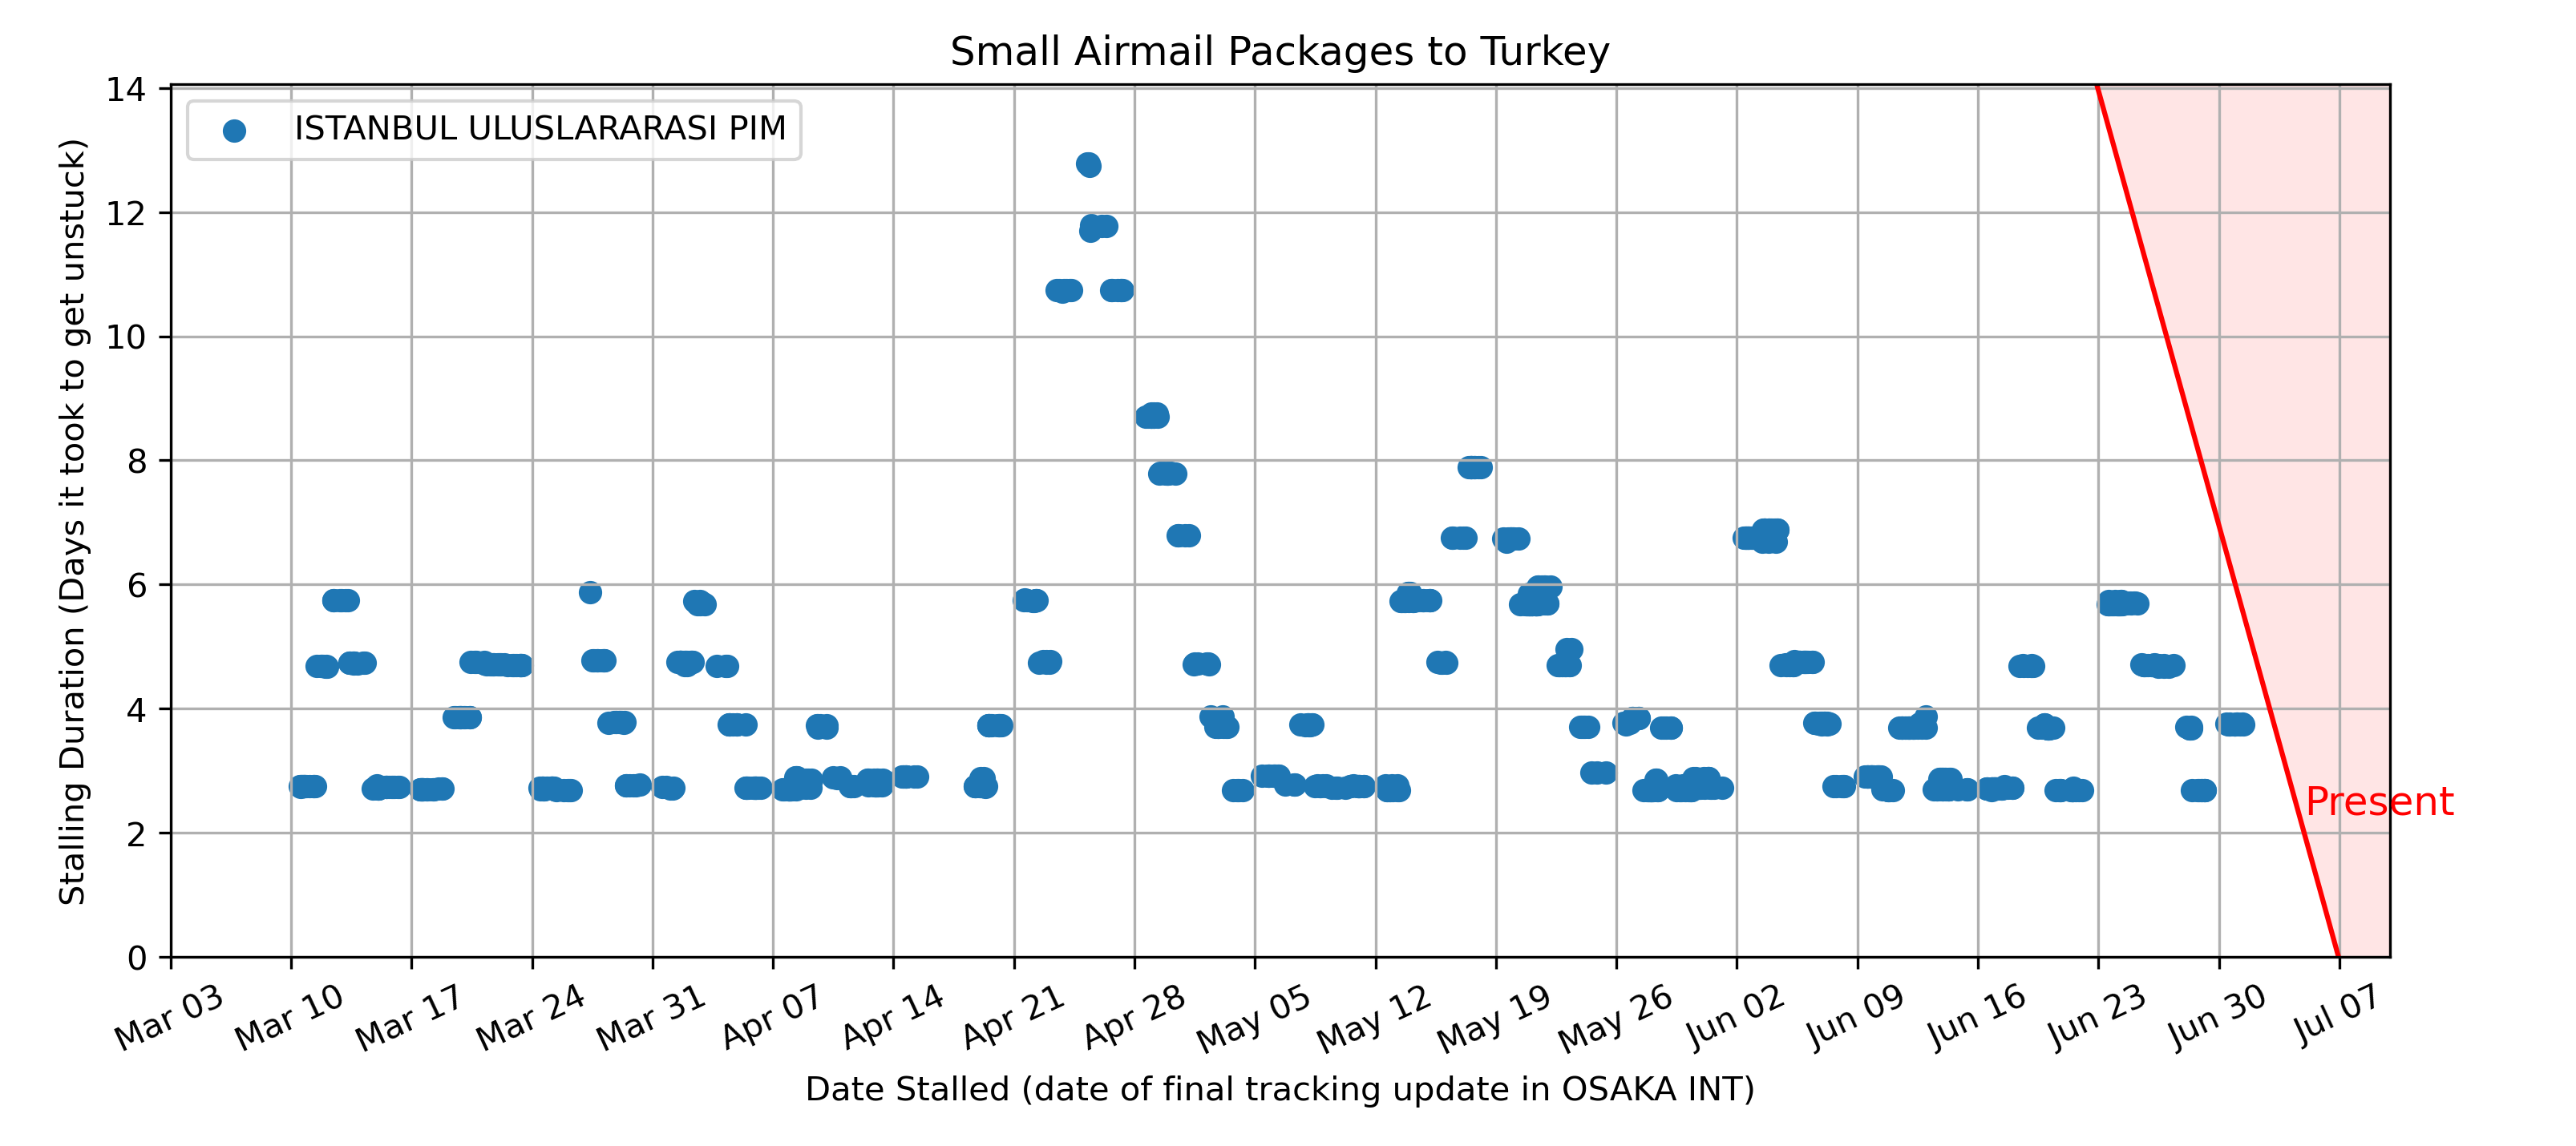 Small Airmail Packages to Turkey
ISTANBUL ULUSLARARASI PIM
Stalling Duration (Days it took to get unstuck)
14
12
10
8
6
4
2
0
Present
Mar 03
Mar 10
Mar 17
Mar 24
Mar 31
Apr 07
Apr 14
Apr 21
Apr 28
May 05
May 12
May 19
May 26
Jun 02
Jun 09
Jun 16
Jun 23
Jun 30
Jul 07
Date Stalled (date of final tracking update in OSAKA INT)